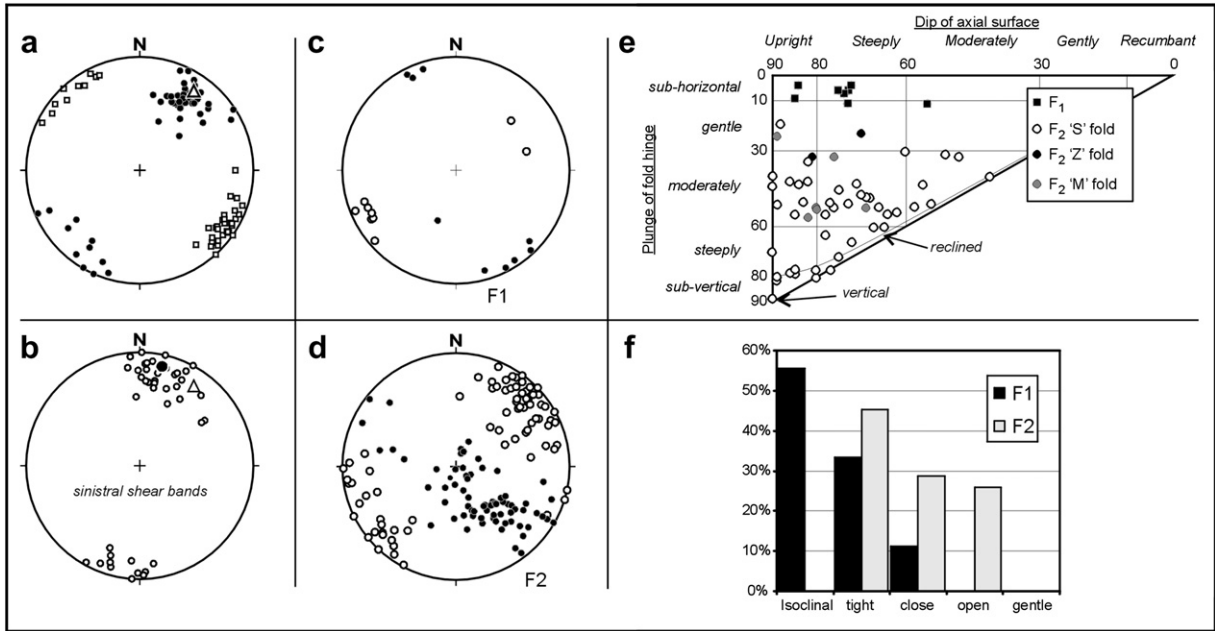 a
N
b
N
sinistral shear bands
c
N
F1
d
N
F2
e
Dip of axial surface
Upright Steeply Moderately Gently Recumbant
90 80 60 30 0
Plunge of fold hinge
sub-horizontal
gentle
moderately
steeply
sub-vertical
0
10
30
60
80
90
reclined
vertical
F1
F2 'S' fold
F2 'Z' fold
F2 'M' fold
f
60%
50%
40%
30%
20%
10%
0%
F1
F2
Isoclinal tight close open gentle